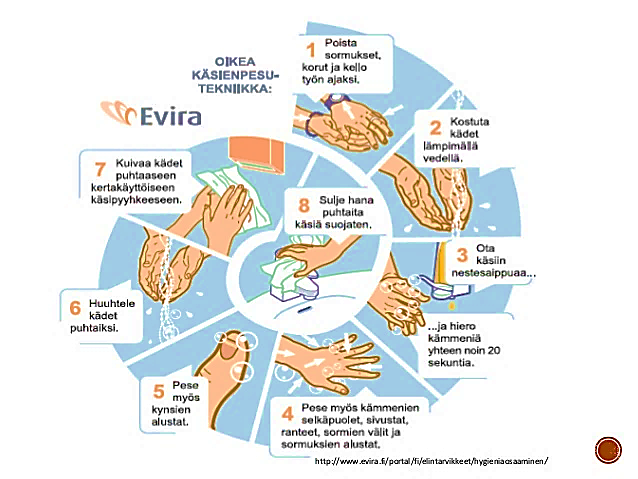 OIKEA
KÄSIENPESU-
TEKNIIKKA:
Evira
1 Poista
sormukset,
korut ja kello
työn ajaksi.
2 Kostuta
kädet
lämpimällä
vedellä.
3 Ota
käsiin
nestesaippuaa...
...ja hiero
kämmeniä
yhteen noin 20
sekuntia.
4 Pese myös kämmenien
selkäpuolet, sivustat,
ranteet, sormien välit ja
sormuksien alustat.
5 Pese
myös
kynsien
alustat.
6 Huuhtele
kädet
puhtaiksi.
7 Kuivaa kädet
puhtaaseen
kertakäyttöiseen
käsipyyhkeeseen.
8 Sulje hana
puhtaita
käsiä suojaten.
http://www.evira.fi/portal/fi/elintarvikkeet/hygieniaosaaminen/